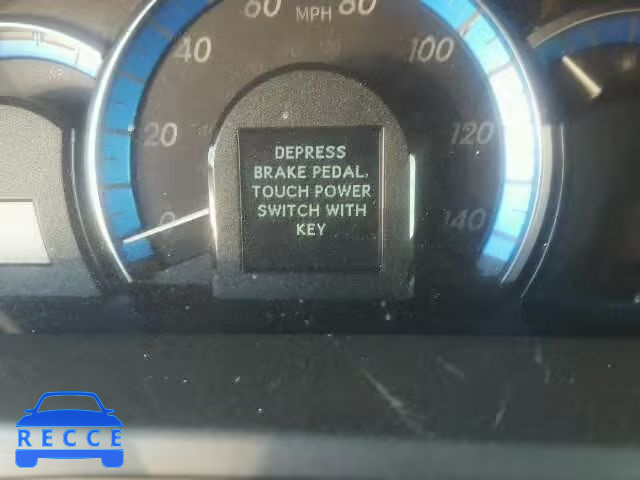 60 MPH 80
40 100
20 120
0 140
DEPRESS
BRAKE PEDAL,
TOUCH POWER
SWITCH WITH
KEY
RECCE